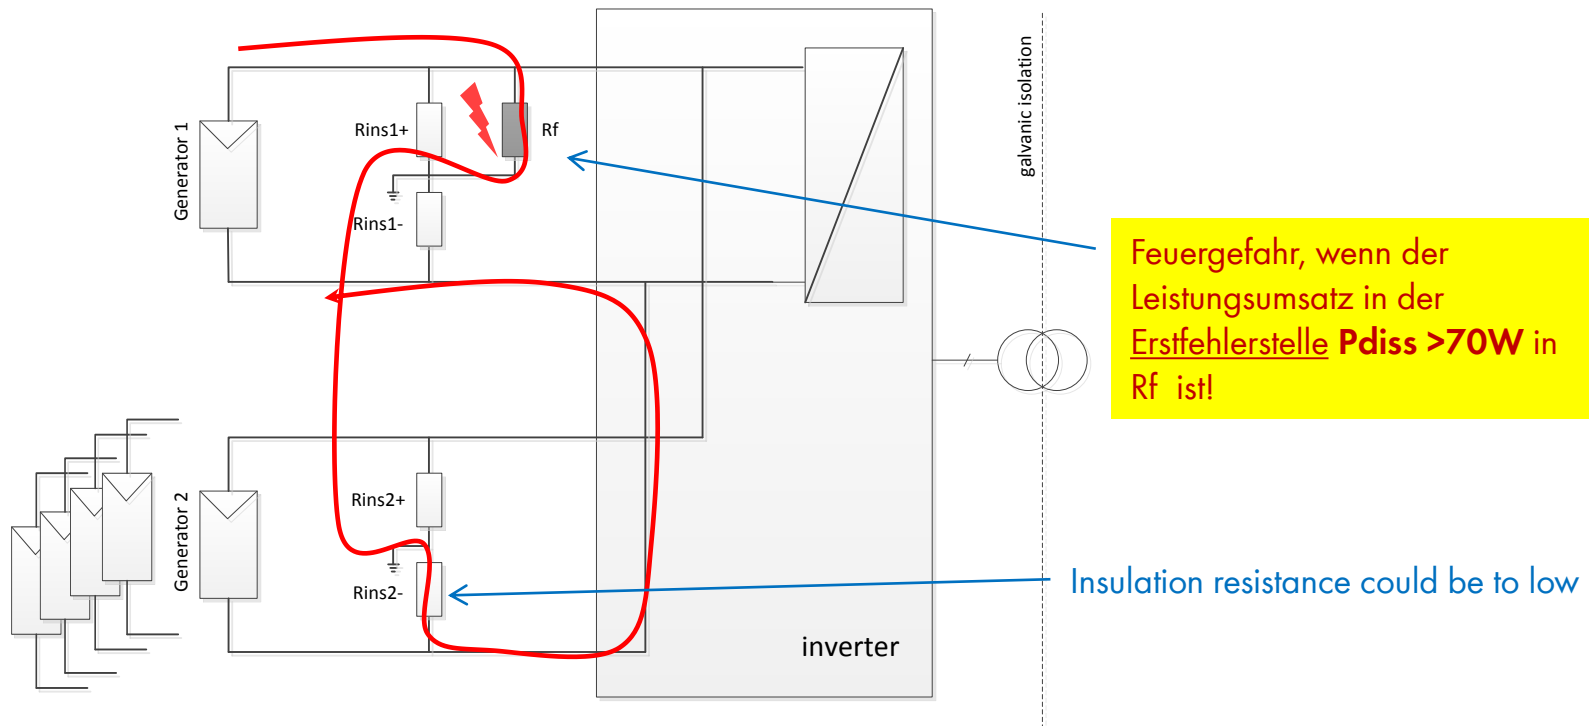 Generator 1
Rins1+
Rf
Rins1-
galvanic isolation
Feuergefahr, wenn der
Leistungsumsatz in der
Erstfehlerstelle Pdiss >70W in
Rf ist!
Generator 2
Rins2+
Rins2-
Insulation resistance could be to low
inverter